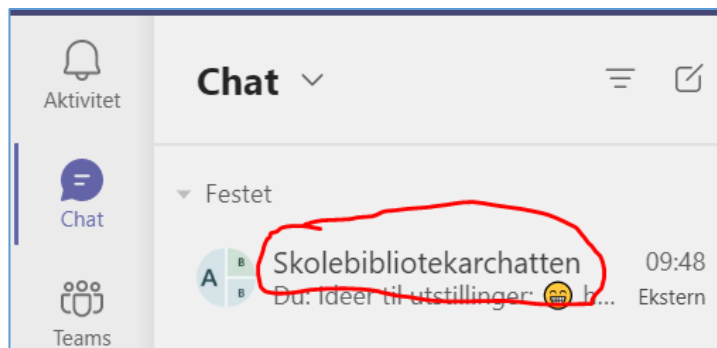 Aktivitet
Chat
Chat
Festet
Teams
A B B
Skolebibliotekarchatten 09:48
Du: Ideer til utstillinger: 😁 h... Ekstern